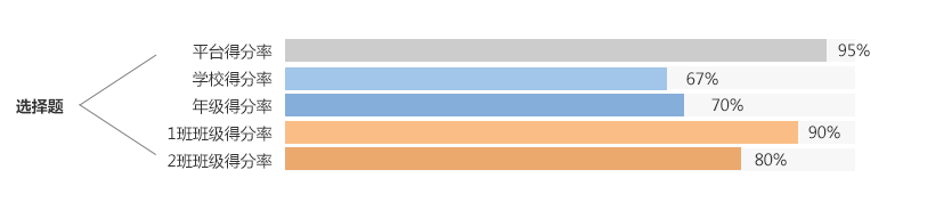 选择题
平台得分率 95%
学校得分率 67%
年级得分率 70%
1班班级得分率 90%
2班班级得分率 80%